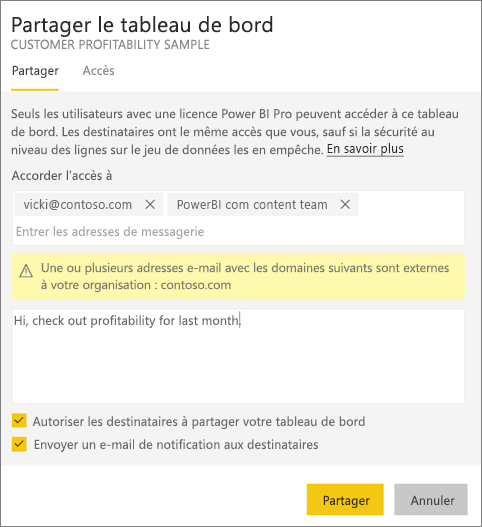 Partager le tableau de bord
CUSTOMER PROFITABILITY SAMPLE
Partager Accès
Seuls les utilisateurs avec une licence Power BI Pro peuvent accéder à ce tableau
de bord. Les destinataires ont le même accès que vous, sauf si la sécurité au
niveau des lignes sur le jeu de données les en empêche. En savoir plus
Accorder l'accès à
vicki@contoso.com PowerBI com content team
Entrer les adresses de messagerie
Une ou plusieurs adresses e-mail avec les domaines suivants sont externes
à votre organisation : contoso.com
Hi, check out profitability for last month.
Autoriser les destinataires à partager votre tableau de bord
Envoyer un e-mail de notification aux destinataires
Partager Annuler